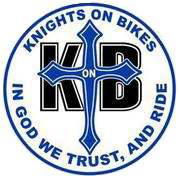 KNIGHTS ON BIKES
K ON B
IN GOD WE TRUST, AND RIDE